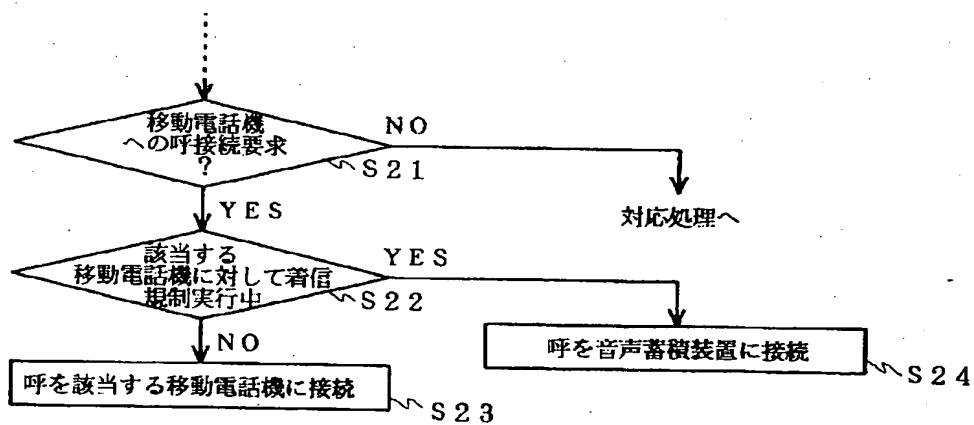 移動電話機
への呼接続要求
?
NO
S21
対応処理へ
YES
該当する
移動電話機に対して着信
規制実行中
YES
S22
NO
呼を音声蓄積装置に接続
S24
呼を該当する移動電話機に接続
S23